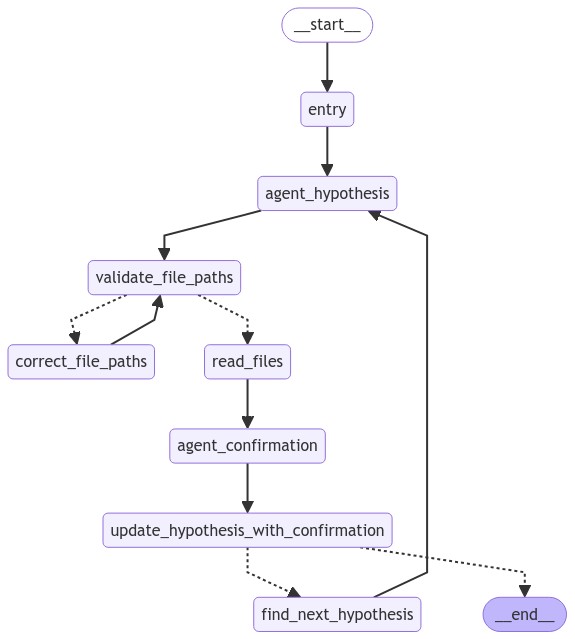 __start__
entry
agent_hypothesis
validate_file_paths
correct_file_paths
read_files
agent_confirmation
update_hypothesis_with_confirmation
find_next_hypothesis
__end__